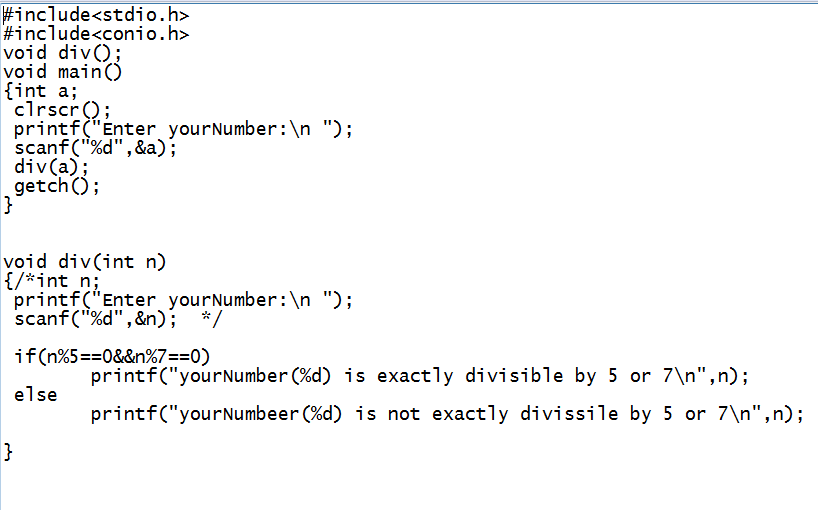 #include<stdio.h>
#include<conio.h>
void div();
void main()
{int a;
 clrscr();
 printf("Enter yourNumber:\n ");
 scanf("%d",&a);
 div(a);
 getch();
}
void div(int n)
{/*int n;
 printf("Enter yourNumber:\n ");
 scanf("%d",&n);  */
 if(n%5==0&&n%7==0)
        printf("yourNumber(%d) is exactly divisible by 5 or 7\n",n);
 else
        printf("yourNumbeer(%d) is not exactly divissile by 5 or 7\n",n);
}